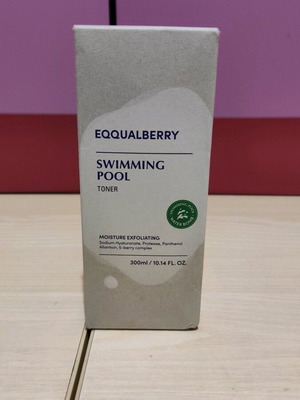 EQQUALBERRY
SWIMMING
POOL
TONER
MOISTURE EXFOLIATING
Sodium Hyaluronate, Protease, Panthenol
Allantoin, 5-berry complex
300ml / 10.14 FL. OZ.